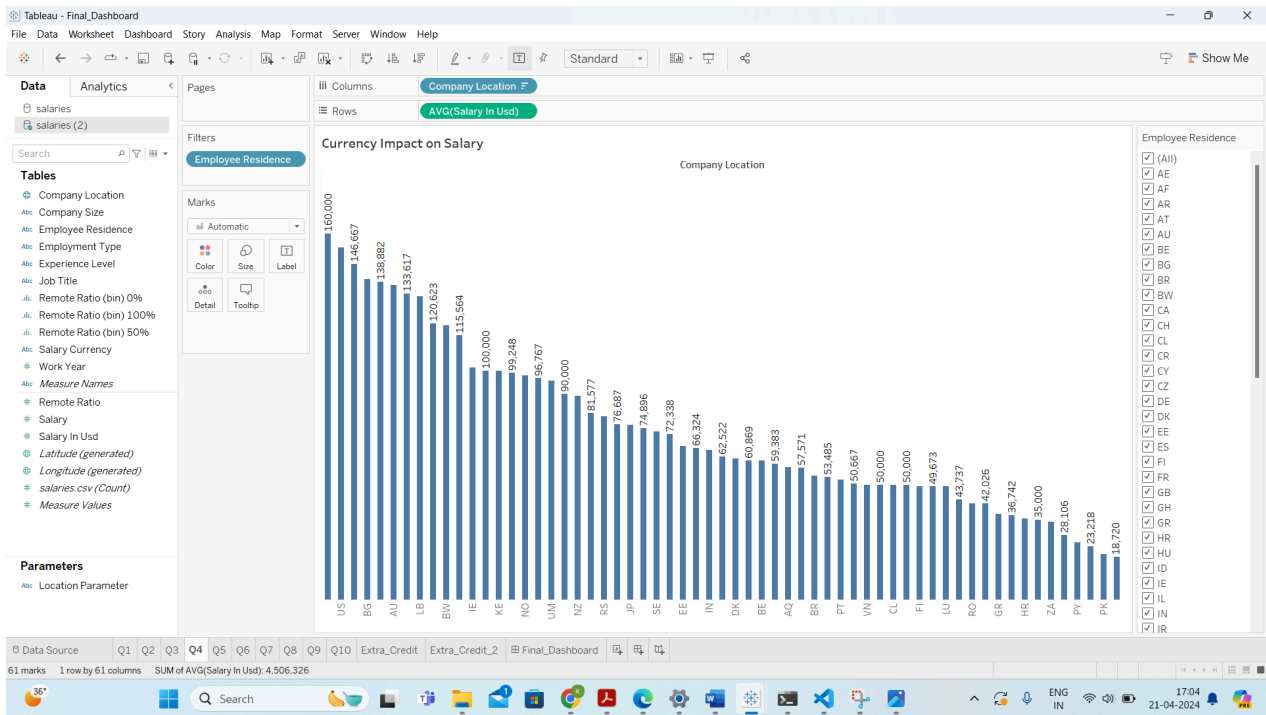 Tableau - Final_Dashboard
File Data Worksheet Dashboard Story Analysis Map Format Server Window Help
Standard
Show Me
Data Analytics
salaries
salaries (2)
Search
Tables
Company Location
Abc Company Size
Abc Employee Residence
Abc Employment Type
Abc Experience Level
Abc Job Title
Remote Ratio (bin) 0%
Remote Ratio (bin) 100%
Remote Ratio (bin) 50%
Abc Salary Currency
# Work Year
Abc Measure Names
# Remote Ratio
# Salary
# Salary In Usd
Latitude (generated)
Longitude (generated)
# salaries.csv (Count)
# Measure Values
Parameters
Abc Location Parameter
Pages
Filters
Employee Residence
Marks
Automatic
Color Size Label
Detail Tooltip
Columns Company Location
Rows AVG(Salary In Usd)
Currency Impact on Salary
Company Location
160,000
146,667
138,882
133,617
120,623
115,564
100,000
99,248
96,767
90,000
81,577
76,687
74,896
72,338
66,324
62,522
60,869
59,383
57,571
53,485
50,667
50,000
50,000
49,673
43,737
42,026
36,742
35,000
28,106
23,218
18,720
US BG AU LB BW IE KE NO UM NZ RS JP SE EE IN DK BE AQ BR PT VN CL FI LU RO GR HR ZA PY PK
Employee Residence
(All)
AE
AF
AR
AT
AU
BE
BG
BR
BW
CA
CH
CL
CR
CY
CZ
DE
DK
EE
ES
FI
FR
GB
GH
GR
HR
HU
ID
IE
IL
IN
IR
Data Source Q1 Q2 Q3 Q4 Q5 Q6 Q7 Q8 Q9 Q10 Extra_Credit Extra_Credit_2 Final_Dashboard
61 marks 1 row by 61 columns SUM of AVG(Salary In Usd): 4,506,326
36°
Search
1
K
ENG
IN
17:04
21-04-2024
PRE